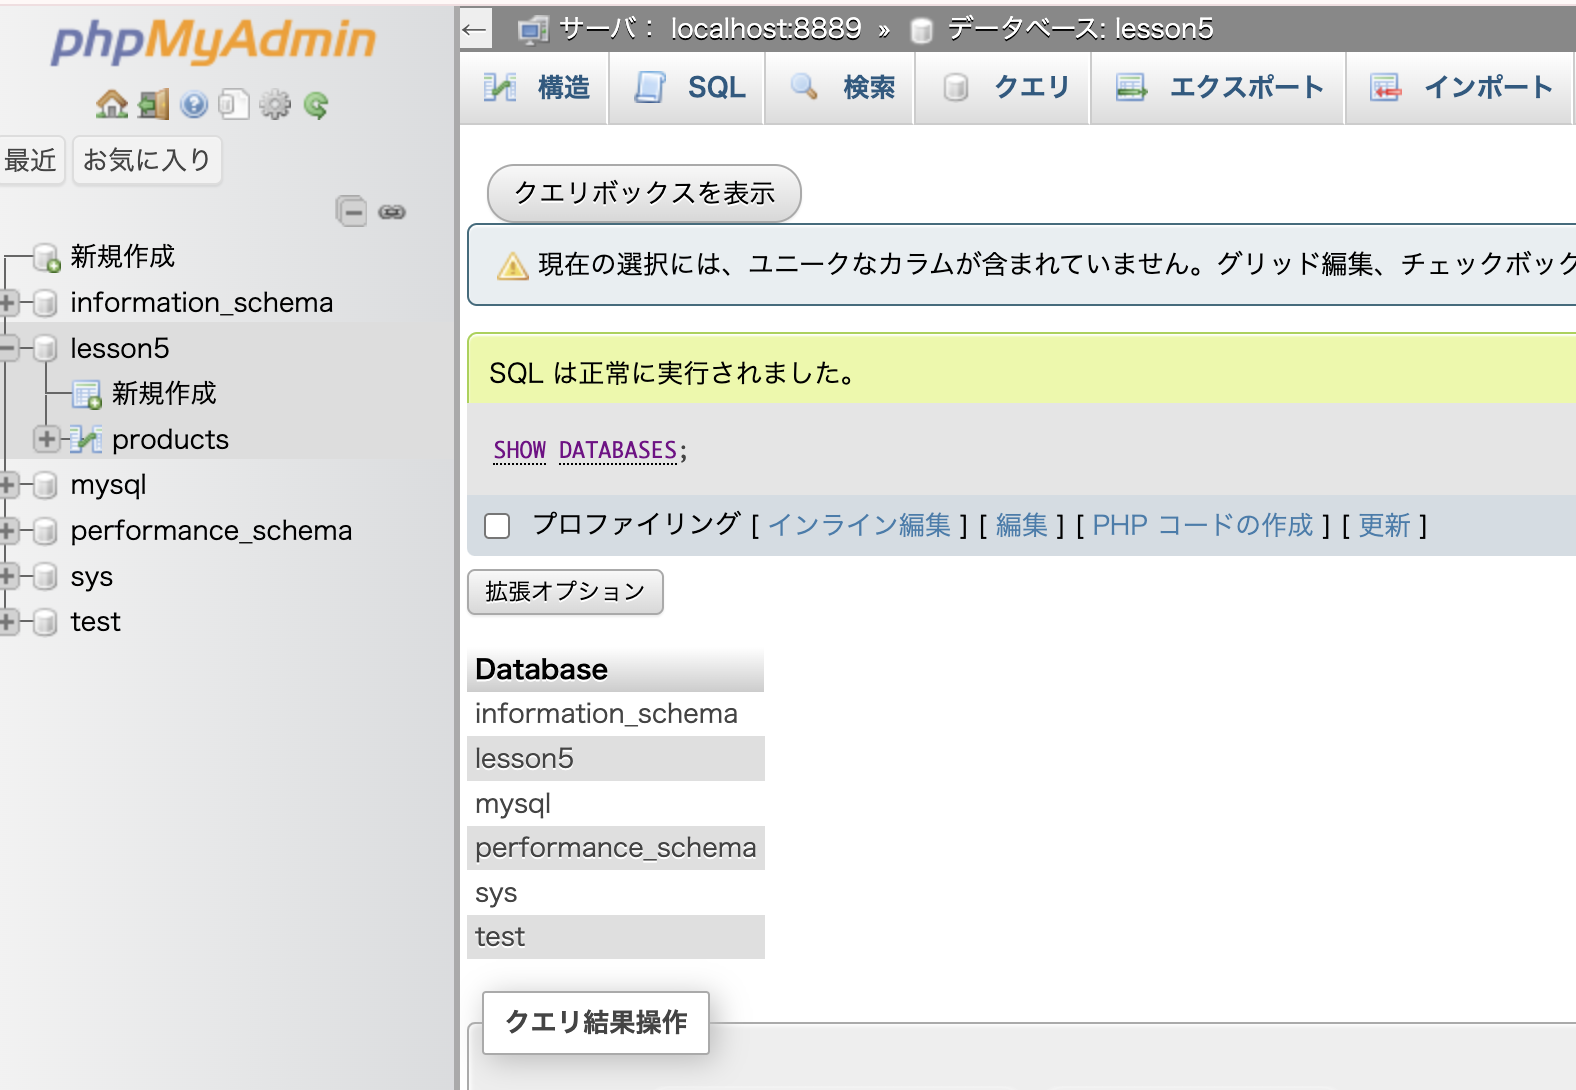 phpMyAdmin
最近 お気に入り
新規作成
information_schema
lesson5
新規作成
products
mysql
performance_schema
sys
test
← サーバ： localhost:8889 » データベース: lesson5
構造 SQL 検索 クエリ エクスポート インポート
クエリボックスを表示
現在の選択には、ユニークなカラムが含まれていません。グリッド編集、チェックボック
SQL は正常に実行されました。
SHOW DATABASES;
プロファイリング [ インライン編集 ] [ 編集 ] [ PHP コードの作成 ] [ 更新 ]
拡張オプション
Database
information_schema
lesson5
mysql
performance_schema
sys
test
クエリ結果操作